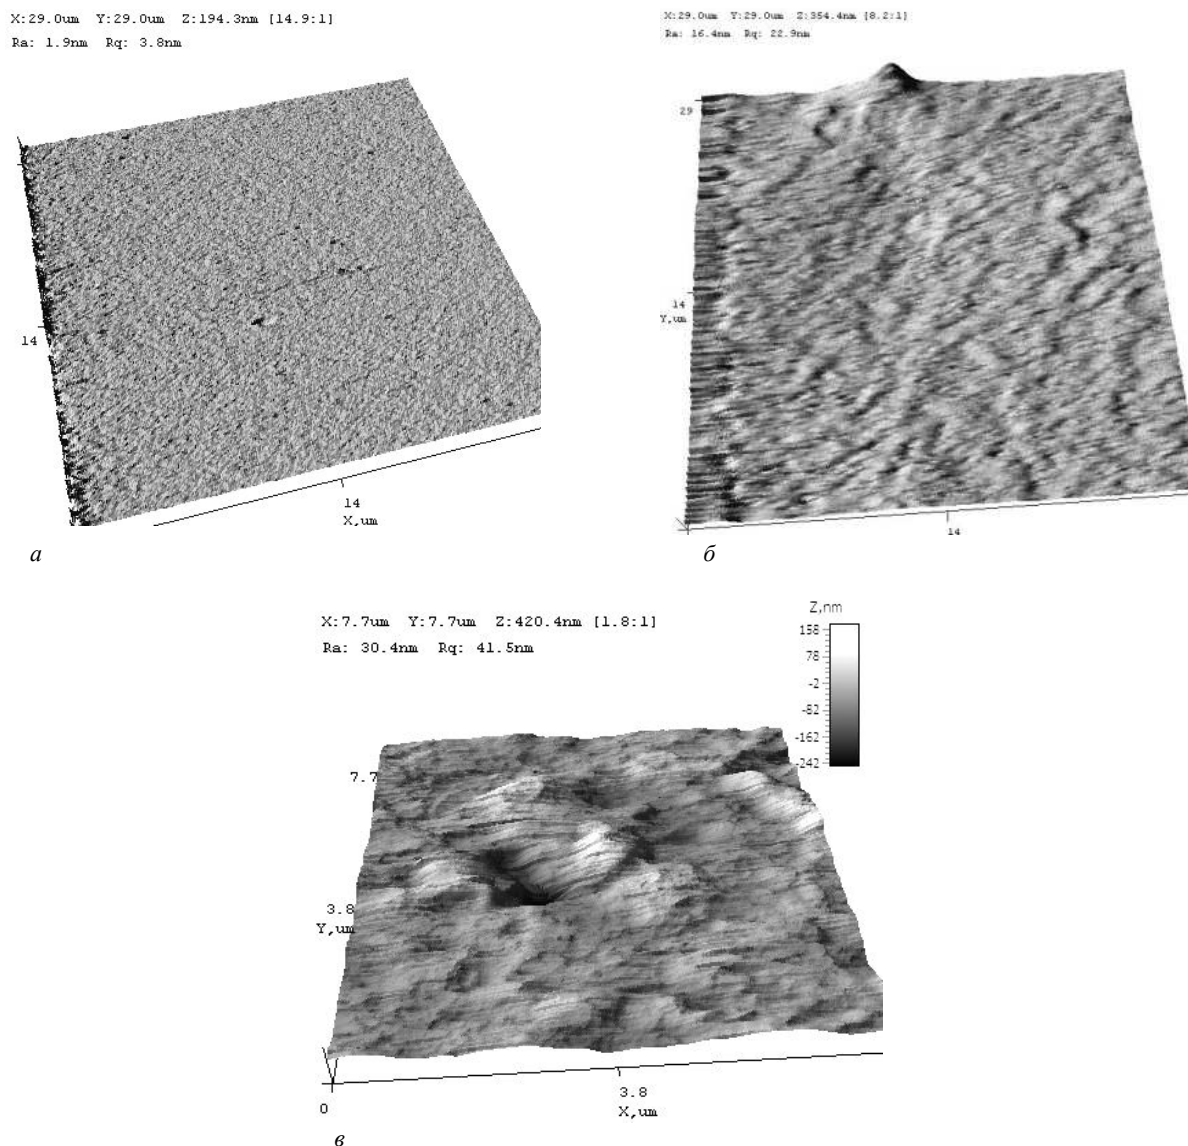 X:29.0um Y:29.0um Z:194.3nm [14.9:1]
Ra: 1.9nm Rq: 3.8nm
14
14
X,um
а
X:29.0um Y:29.0um Z:354.4nm [8.2:1]
Ra: 16.4nm Rq: 22.9nm
29
14
Y,um
14
б
X:7.7um Y:7.7um Z:420.4nm [1.8:1]
Ra: 30.4nm Rq: 41.5nm
Z,nm
158
78
-2
-82
-162
-242
7.7
3.8
Y,um
0
3.8
X,um
в